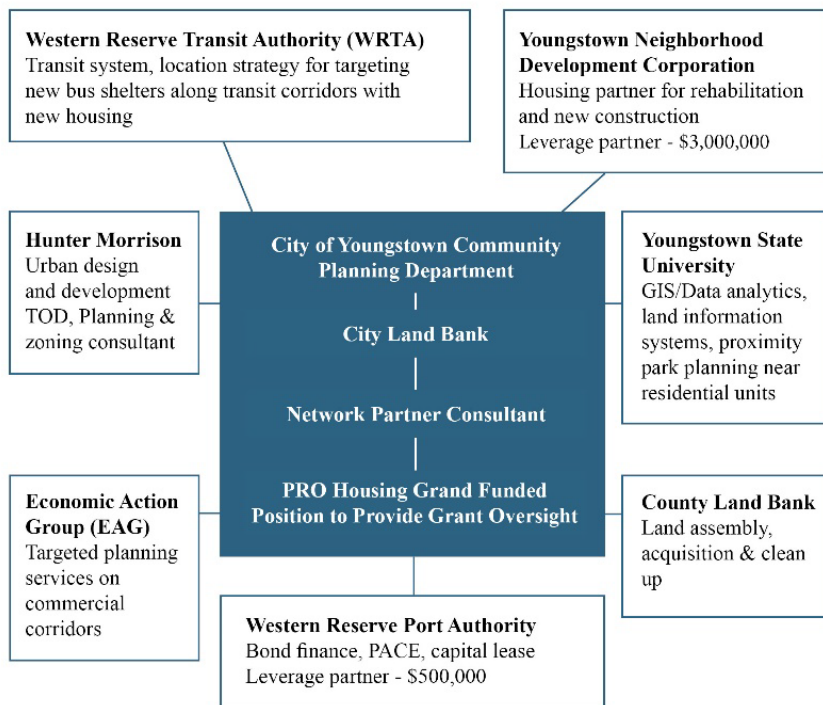 Western Reserve Transit Authority (WRTA)
Transit system, location strategy for targeting
new bus shelters along transit corridors with
new housing
Youngstown Neighborhood
Development Corporation
Housing partner for rehabilitation
and new construction
Leverage partner - $3,000,000
Hunter Morrison
Urban design
and development
TOD, Planning &
zoning consultant
City of Youngstown Community
Planning Department
City Land Bank
Network Partner Consultant
PRO Housing Grand Funded
Position to Provide Grant Oversight
Youngstown State
University
GIS/Data analytics,
land information
systems, proximity
park planning near
residential units
Economic Action
Group (EAG)
Targeted planning
services on
commercial
corridors
County Land Bank
Land assembly,
acquisition & clean
up
Western Reserve Port Authority
Bond finance, PACE, capital lease
Leverage partner - $500,000